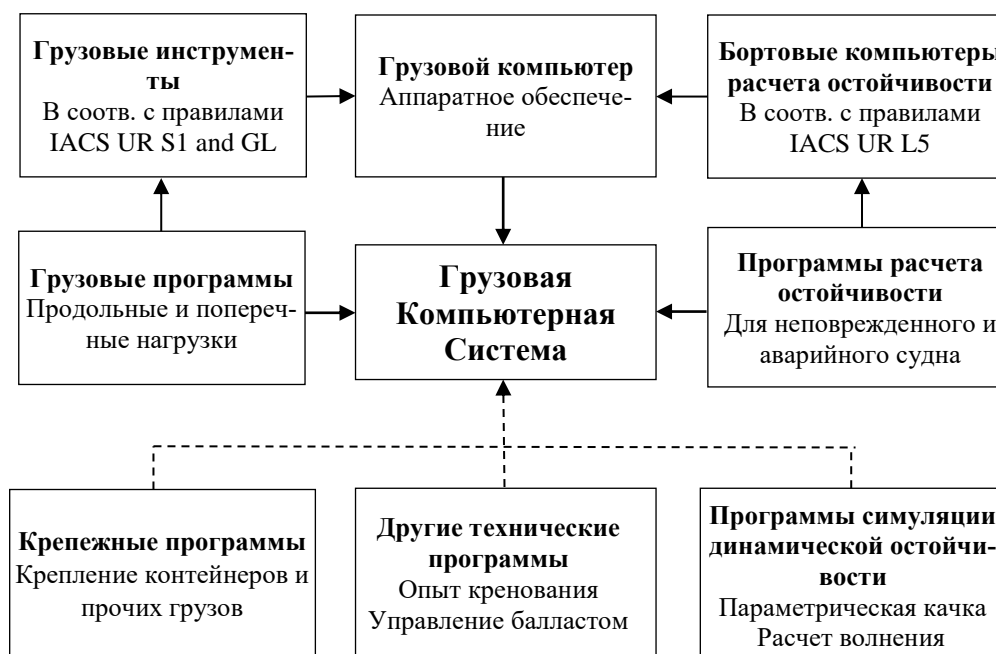 Грузовые инструмен-
ты
В соотв. с правилами
IACS UR S1 and GL
Грузовой компьютер
Аппаратное обеспече-
ние
Бортовые компьютеры
расчета остойчивости
В соотв. с правилами
IACS UR L5
Грузовые программы
Продольные и попереч-
ные нагрузки
Грузовая
Компьютерная
Система
Программы расчета
остойчивости
Для неповрежденного и
аварийного судна
Крепежные программы
Крепление контейнеров и
прочих грузов
Другие технические
программы
Опыт кренования
Управление балластом
Программы симуляции
динамической остойчи-
вости
Параметрическая качка
Расчет волнения